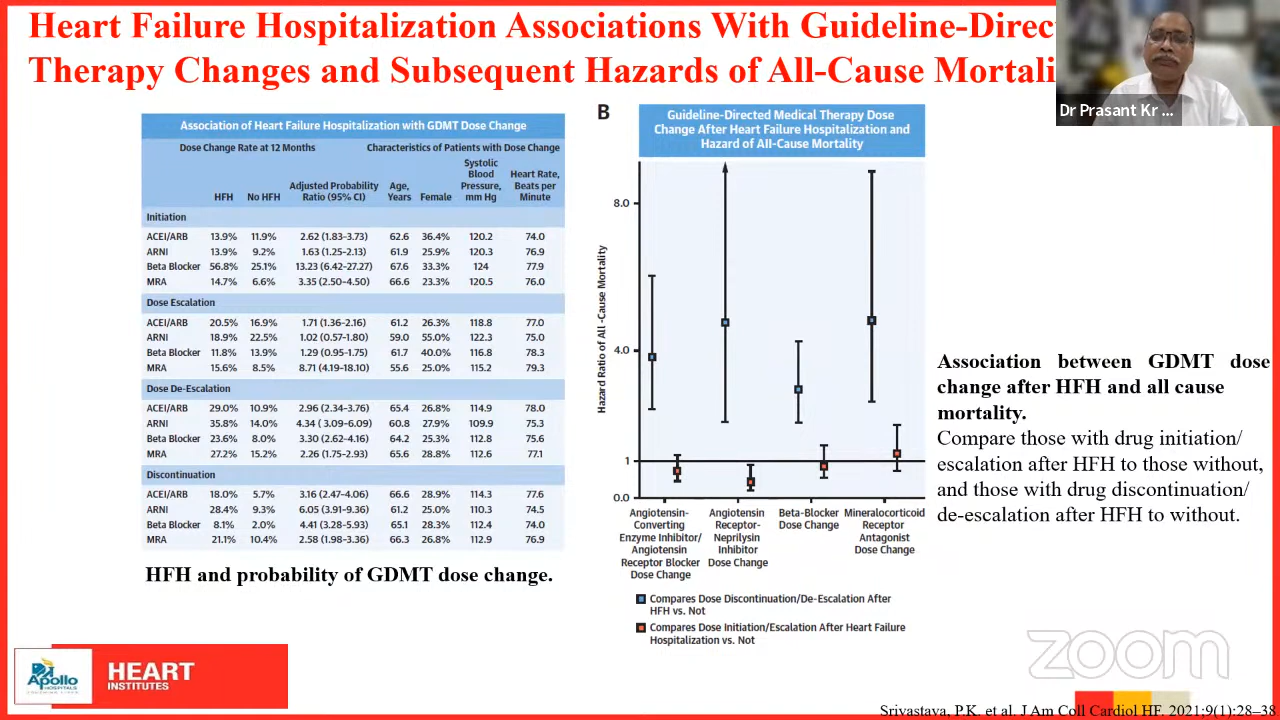 Heart Failure Hospitalization Associations With Guideline-Direc
Therapy Changes and Subsequent Hazards of All-Cause Mortali
Dr Prasant Kr ...
Association of Heart Failure Hospitalization with GDMT Dose Change
Dose Change Rate at 12 Months Characteristics of Patients with Dose Change
HFH No HFH Adjusted Probability Ratio (95% CI) Age, Years Female Systolic Blood Pressure, mm Hg Heart Rate, Beats per Minute
Initiation
ACEI/ARB 13.9% 11.9% 2.62 (1.83–3.73) 62.6 36.4% 120.2 74.0
ARNI 13.9% 9.2% 1.63 (1.25–2.13) 61.9 25.9% 120.3 76.9
Beta Blocker 56.8% 25.1% 13.23 (6.42–27.27) 67.6 33.3% 124 77.9
MRA 14.7% 6.6% 3.35 (2.50–4.50) 66.6 23.3% 120.5 76.0
Dose Escalation
ACEI/ARB 20.5% 16.9% 1.71 (1.36–2.16) 61.2 26.3% 118.8 77.0
ARNI 18.9% 22.5% 1.02 (0.57–1.80) 59.0 55.0% 122.3 75.0
Beta Blocker 11.8% 13.9% 1.29 (0.95–1.75) 61.7 40.0% 116.8 78.3
MRA 15.6% 8.5% 8.71 (4.19–18.10) 55.6 25.0% 115.2 79.3
Dose De-Escalation
ACEI/ARB 29.0% 10.9% 2.96 (2.34–3.76) 65.4 26.8% 114.9 78.0
ARNI 35.8% 14.0% 4.34 ( 3.09–6.09) 60.8 27.9% 109.9 75.3
Beta Blocker 23.6% 8.0% 3.30 (2.62–4.16) 64.2 25.3% 112.8 75.6
MRA 27.2% 15.2% 2.26 (1.75–2.93) 65.6 28.8% 112.6 77.1
Discontinuation
ACEI/ARB 18.0% 5.7% 3.16 (2.47–4.06) 66.6 28.9% 114.3 77.6
ARNI 28.4% 9.3% 6.05 (3.91–9.36) 61.2 25.0% 110.3 74.5
Beta Blocker 8.1% 2.0% 4.41 (3.28–5.93) 65.1 28.3% 112.4 74.0
MRA 21.1% 10.4% 2.58 (1.98–3.36) 66.3 26.8% 112.9 76.9
HFH and probability of GDMT dose change.
B
Guideline-Directed Medical Therapy Dose
Change After Heart Failure Hospitalization and
Hazard of All-Cause Mortality
Hazard Ratio of All-Cause Mortality
8.0
4.0
1
0.0
Angiotensin-
Converting
Enzyme Inhibitor/
Angiotensin
Receptor Blocker
Dose Change
Angiotensin
Receptor-
Neprilysin
Inhibitor
Dose Change
Beta-Blocker
Dose Change
Mineralocorticoid
Receptor
Antagonist
Dose Change
Compares Dose Discontinuation/De-Escalation After
HFH vs. Not
Compares Dose Initiation/Escalation After Heart Failure
Hospitalization vs. Not
Association between GDMT dose
change after HFH and all cause
mortality.
Compare those with drug initiation/
escalation after HFH to those without,
and those with drug discontinuation/
de-escalation after HFH to without.
Apollo
HOSPITALS
HEART
INSTITUTES
zoom
Srivastava, P.K. et al. J Am Coll Cardiol HF. 2021;9(1):28–38